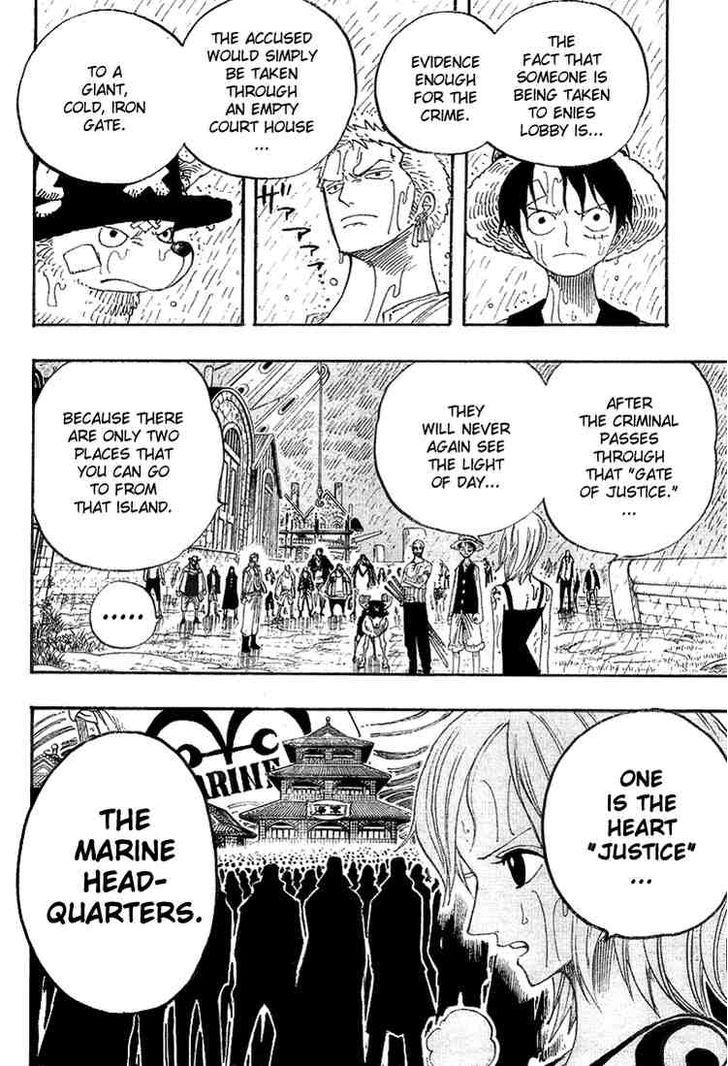 THE
FACT THAT
SOMEONE IS
BEING TAKEN
TO ENIES
LOBBY IS...
EVIDENCE
ENOUGH
FOR THE
CRIME.
THE ACCUSED
WOULD SIMPLY
BE TAKEN
THROUGH
AN EMPTY
COURT HOUSE
...
TO A
GIANT,
COLD, IRON
GATE.
AFTER
THE CRIMINAL
PASSES
THROUGH
THAT "GATE
OF JUSTICE."
...
THEY
WILL NEVER
AGAIN SEE
THE LIGHT
OF DAY...
BECAUSE THERE
ARE ONLY TWO
PLACES THAT
YOU CAN GO
TO FROM
THAT ISLAND.
.....
ONE
IS THE
HEART
"JUSTICE"
...
ARINE
THE
MARINE
HEAD-
QUARTERS.